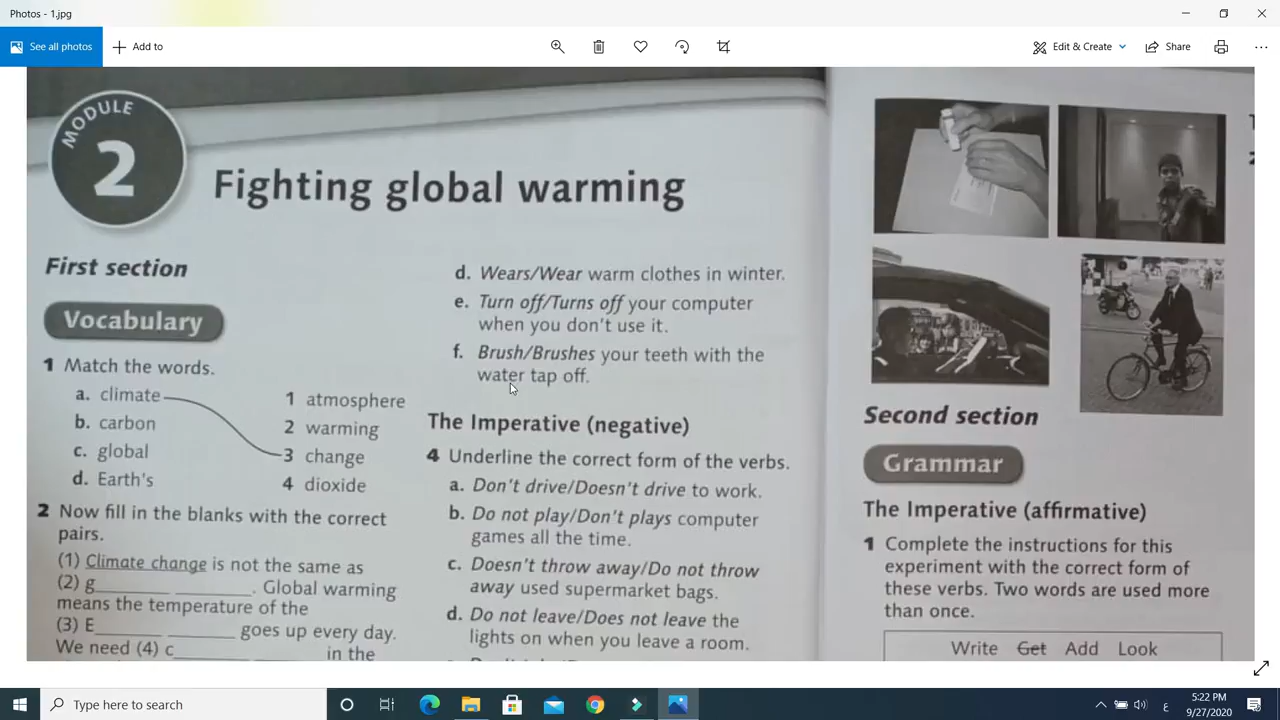 Photos - 1.jpg
See all photos
Add to
Edit & Create
Share
MODULE
2
Fighting global warming
First section
Vocabulary
1 Match the words.
a. climate
b. carbon
c. global
d. Earth's
1 atmosphere
2 warming
3 change
4 dioxide
2 Now fill in the blanks with the correct
pairs.
(1) Climate change is not the same as
(2) g______ ______. Global warming
means the temperature of the
(3) E______ ______ goes up every day.
We need (4) c______ ______ in the
d. Wears/Wear warm clothes in winter.
e. Turn off/Turns off your computer
when you don't use it.
f. Brush/Brushes your teeth with the
water tap off.
The Imperative (negative)
4 Underline the correct form of the verbs.
a. Don't drive/Doesn't drive to work.
b. Do not play/Don't plays computer
games all the time.
c. Doesn't throw away/Do not throw
away used supermarket bags.
d. Do not leave/Does not leave the
lights on when you leave a room.
Second section
Grammar
The Imperative (affirmative)
1 Complete the instructions for this
experiment with the correct form of
these verbs. Two words are used more
than once.
Write Get Add Look
Type here to search
ع
5:22 PM
9/27/2020